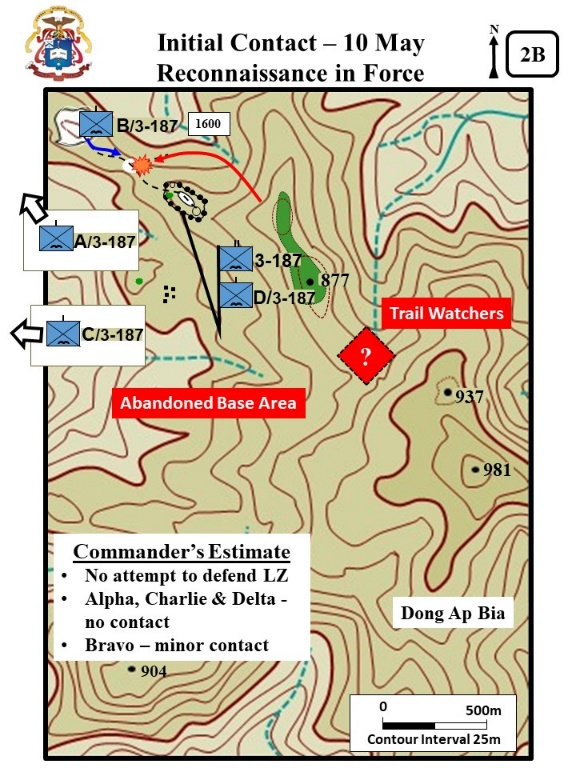 Initial Contact – 10 May
Reconnaissance in Force
N
2B
B/3-187
1600
A/3-187
3-187
D/3-187
877
C/3-187
Trail Watchers
?
937
Abandoned Base Area
981
Commander's Estimate
• No attempt to defend LZ
• Alpha, Charlie & Delta -
no contact
• Bravo – minor contact
Dong Ap Bia
904
0 500m
Contour Interval 25m